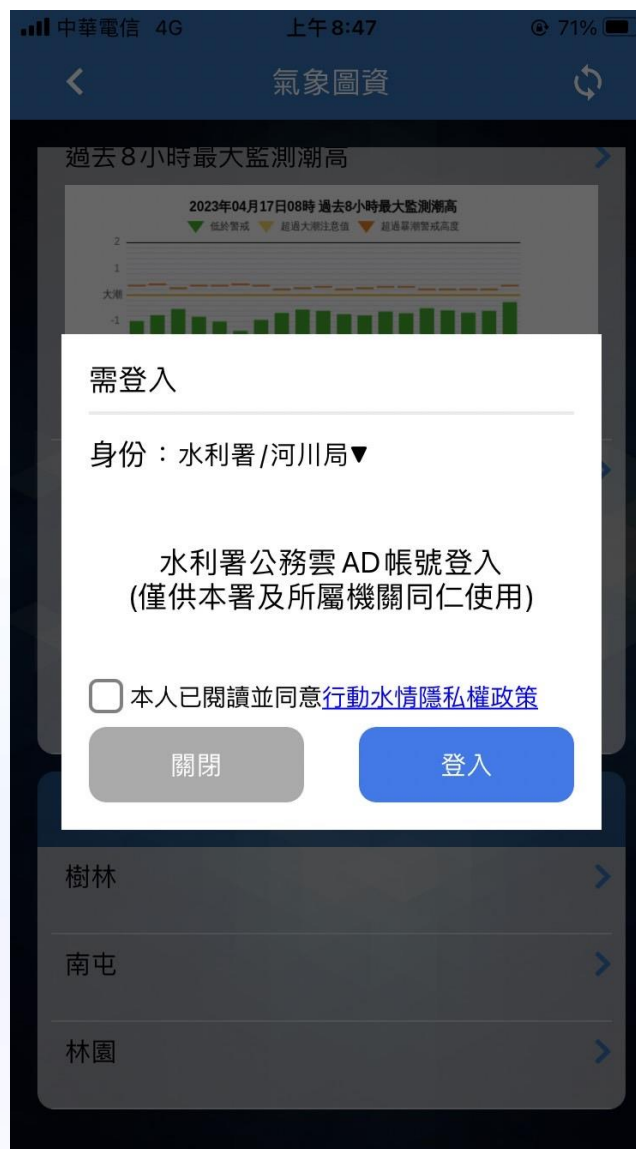 中華電信 4G 上午8:47 71%
氣象圖資
過去8小時最大監測潮高
2023年04月17日08時 過去8小時最大監測潮高
低於警戒 超過大潮注意值 超過暴潮警戒高度
2
1
大潮
-1
需登入
身份：水利署/河川局▼
水利署公務雲AD帳號登入
(僅供本署及所屬機關同仁使用)
本人已閱讀並同意行動水情隱私權政策
關閉 登入
樹林
南屯
林園